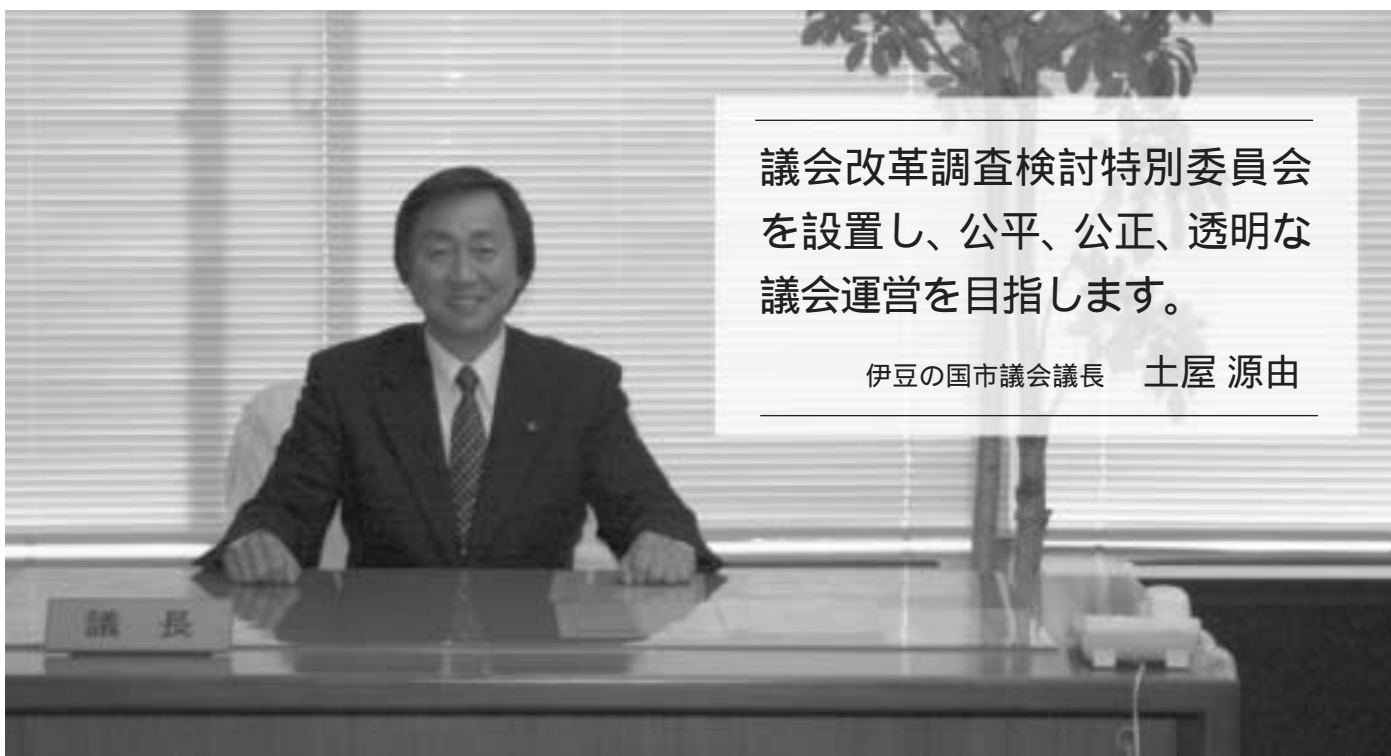 議会改革調査検討特別委員会
を設置し、公平、公正、透明な
議会運営を目指します。
伊豆の国市議会議長 土屋 源由
議長